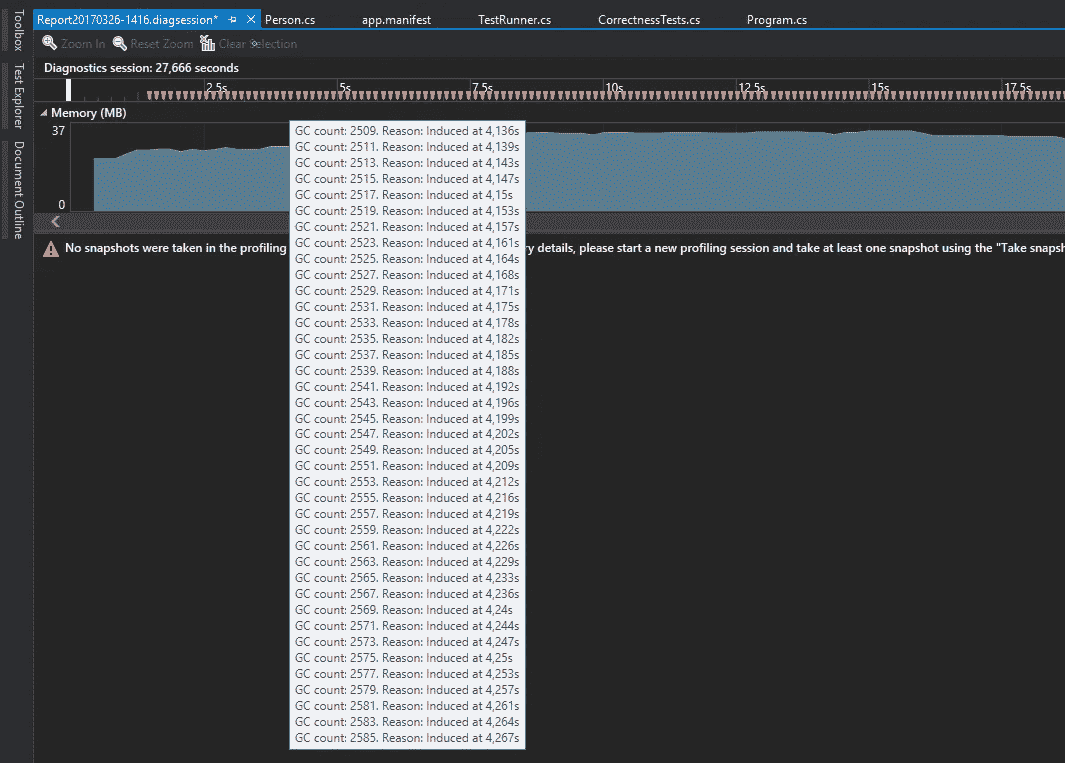 Toolbox
Test Explorer
Document Outline
Report20170326-1416.diagsession*
Person.cs
app.manifest
TestRunner.cs
CorrectnessTests.cs
Program.cs
Zoom In
Reset Zoom
Clear Selection
Diagnostics session: 27,666 seconds
2.5s
5s
7.5s
10s
12.5s
15s
17.5s
Memory (MB)
37
0
No snapshots were taken in the profiling
y details, please start a new profiling session and take at least one snapshot using the "Take snapsh
GC count: 2509. Reason: Induced at 4,136s
GC count: 2511. Reason: Induced at 4,139s
GC count: 2513. Reason: Induced at 4,143s
GC count: 2515. Reason: Induced at 4,147s
GC count: 2517. Reason: Induced at 4,15s
GC count: 2519. Reason: Induced at 4,153s
GC count: 2521. Reason: Induced at 4,157s
GC count: 2523. Reason: Induced at 4,161s
GC count: 2525. Reason: Induced at 4,164s
GC count: 2527. Reason: Induced at 4,168s
GC count: 2529. Reason: Induced at 4,171s
GC count: 2531. Reason: Induced at 4,175s
GC count: 2533. Reason: Induced at 4,178s
GC count: 2535. Reason: Induced at 4,182s
GC count: 2537. Reason: Induced at 4,185s
GC count: 2539. Reason: Induced at 4,188s
GC count: 2541. Reason: Induced at 4,192s
GC count: 2543. Reason: Induced at 4,196s
GC count: 2545. Reason: Induced at 4,199s
GC count: 2547. Reason: Induced at 4,202s
GC count: 2549. Reason: Induced at 4,205s
GC count: 2551. Reason: Induced at 4,209s
GC count: 2553. Reason: Induced at 4,212s
GC count: 2555. Reason: Induced at 4,216s
GC count: 2557. Reason: Induced at 4,219s
GC count: 2559. Reason: Induced at 4,222s
GC count: 2561. Reason: Induced at 4,226s
GC count: 2563. Reason: Induced at 4,229s
GC count: 2565. Reason: Induced at 4,233s
GC count: 2567. Reason: Induced at 4,236s
GC count: 2569. Reason: Induced at 4,24s
GC count: 2571. Reason: Induced at 4,244s
GC count: 2573. Reason: Induced at 4,247s
GC count: 2575. Reason: Induced at 4,25s
GC count: 2577. Reason: Induced at 4,253s
GC count: 2579. Reason: Induced at 4,257s
GC count: 2581. Reason: Induced at 4,261s
GC count: 2583. Reason: Induced at 4,264s
GC count: 2585. Reason: Induced at 4,267s